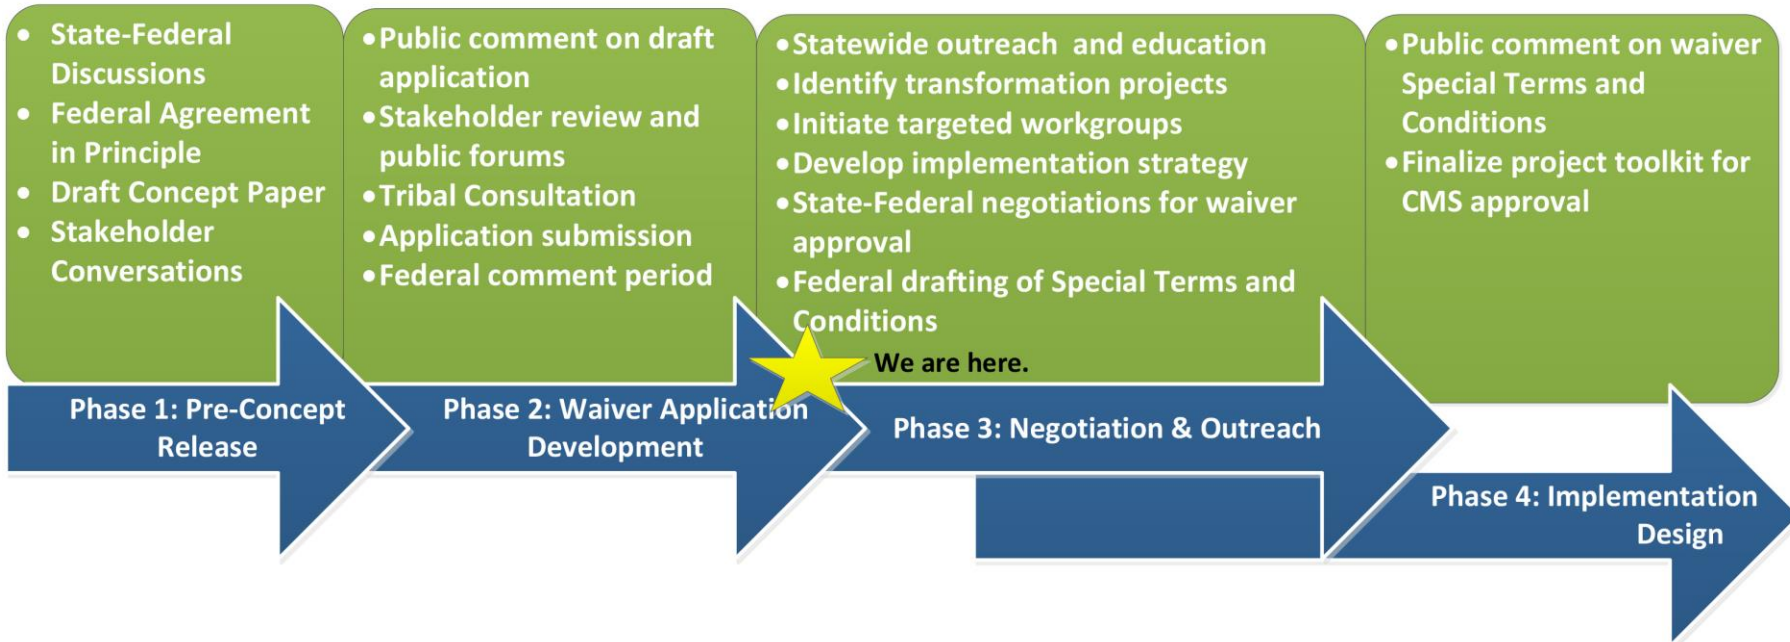 • State-Federal
Discussions
• Federal Agreement
in Principle
• Draft Concept Paper
• Stakeholder
Conversations
• Public comment on draft
application
• Stakeholder review and
public forums
• Tribal Consultation
• Application submission
• Federal comment period
• Statewide outreach and education
• Identify transformation projects
• Initiate targeted workgroups
• Develop implementation strategy
• State-Federal negotiations for waiver
approval
• Federal drafting of Special Terms and
Conditions
• Public comment on waiver
Special Terms and
Conditions
• Finalize project toolkit for
CMS approval
We are here.
Phase 1: Pre-Concept
Release
Phase 2: Waiver Application
Development
Phase 3: Negotiation & Outreach
Phase 4: Implementation
Design